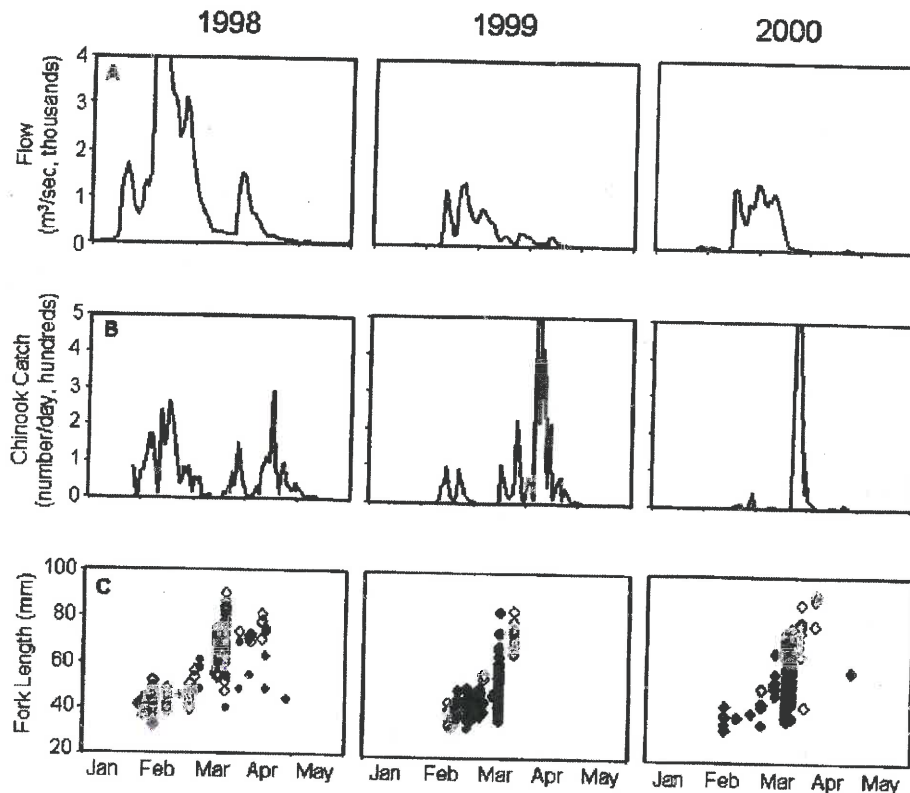 1998 1999 2000
A
Flow
(m³/sec, thousands)
4
3
2
1
0
B
Chinook Catch
(number/day, hundreds)
5
4
3
2
1
0
C
Fork Length (mm)
100
80
60
40
20
Jan Feb Mar Apr May Jan Feb Mar Apr May Jan Feb Mar Apr May